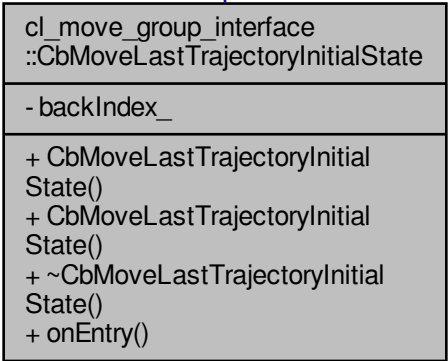 cl_move_group_interface
::CbMoveLastTrajectoryInitialState
- backIndex_
+ CbMoveLastTrajectoryInitial
State()
+ CbMoveLastTrajectoryInitial
State()
+ ~CbMoveLastTrajectoryInitial
State()
+ onEntry()